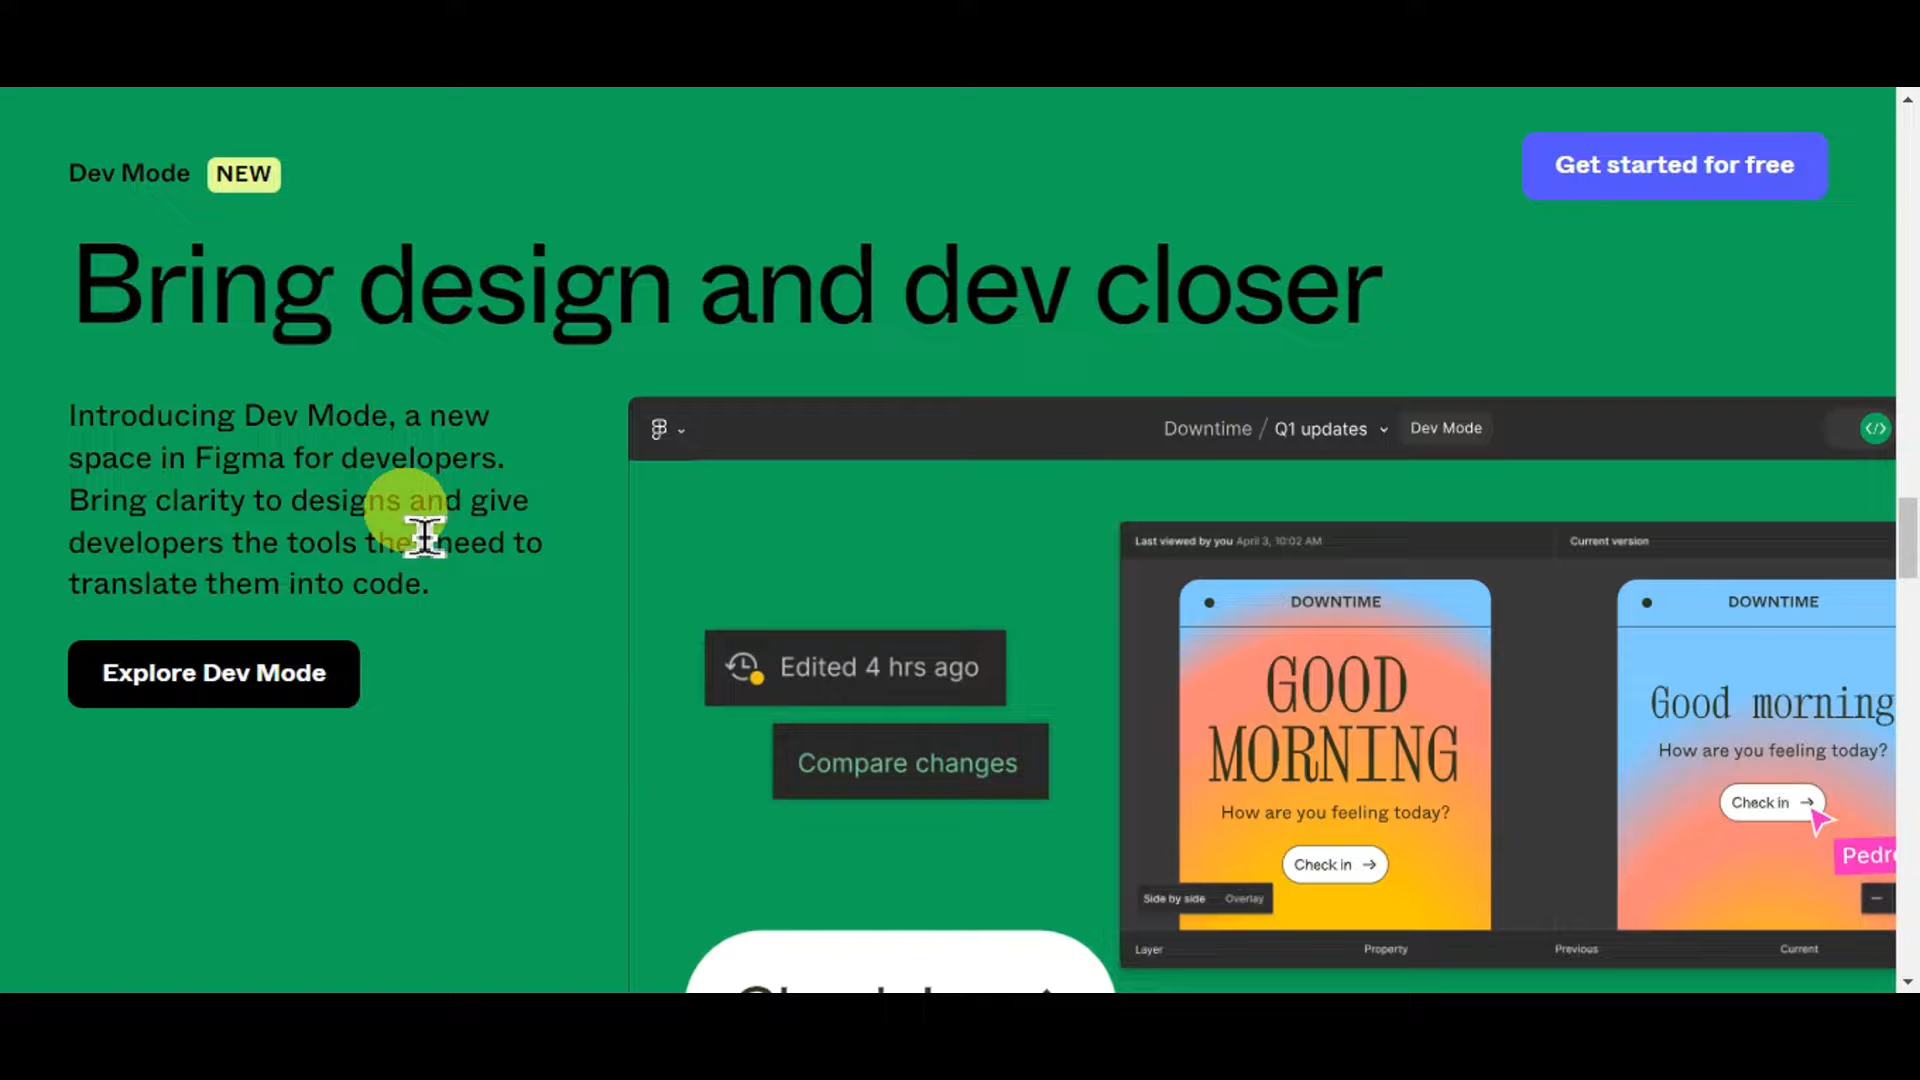 Dev Mode NEW
Get started for free
Bring design and dev closer
Introducing Dev Mode, a new
space in Figma for developers.
Bring clarity to designs and give
developers the tools the need to
translate them into code.
Explore Dev Mode
Downtime / Q1 updates Dev Mode
Last viewed by you April 3, 10:02 AM
Current version
Edited 4 hrs ago
Compare changes
DOWNTIME
GOOD
MORNING
How are you feeling today?
Check in →
Side by side Overlay
DOWNTIME
Good morning
How are you feeling today?
Check in →
Pedr
Layer Property Previous Current